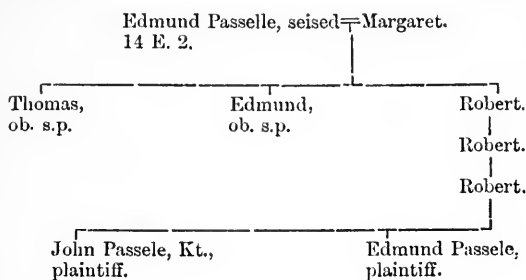 Edmund Passelle, seised=Margaret.
14 E. 2.
Thomas,
ob. s.p.
Edmund,
ob. s.p.
Robert.
Robert.
Robert.
John Passele, Kt.,
plaintiff.
Edmund Passele,
plaintiff.